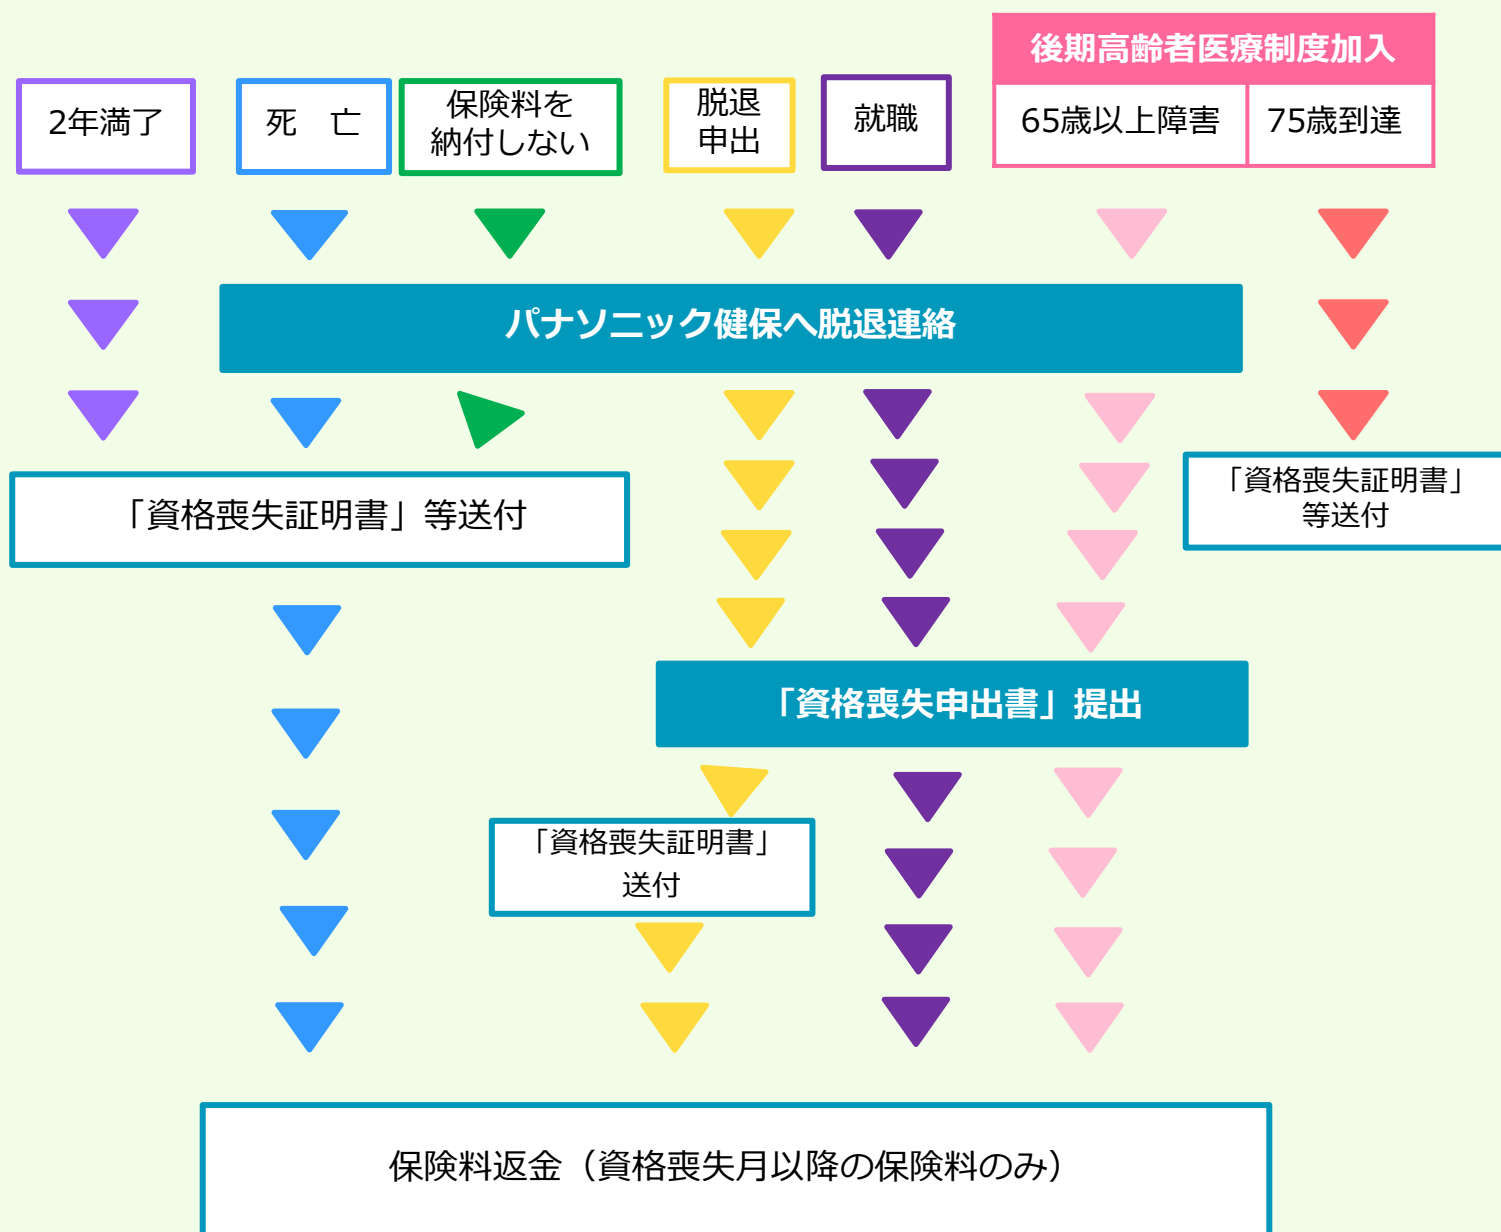 後期高齢者医療制度加入
2年満了
死　亡
保険料を
納付しない
脱退
申出
就職
65歳以上障害
75歳到達
パナソニック健保へ脱退連絡
「資格喪失証明書」等送付
「資格喪失証明書」
等送付
「資格喪失申出書」提出
「資格喪失証明書」
送付
保険料返金（資格喪失月以降の保険料のみ）